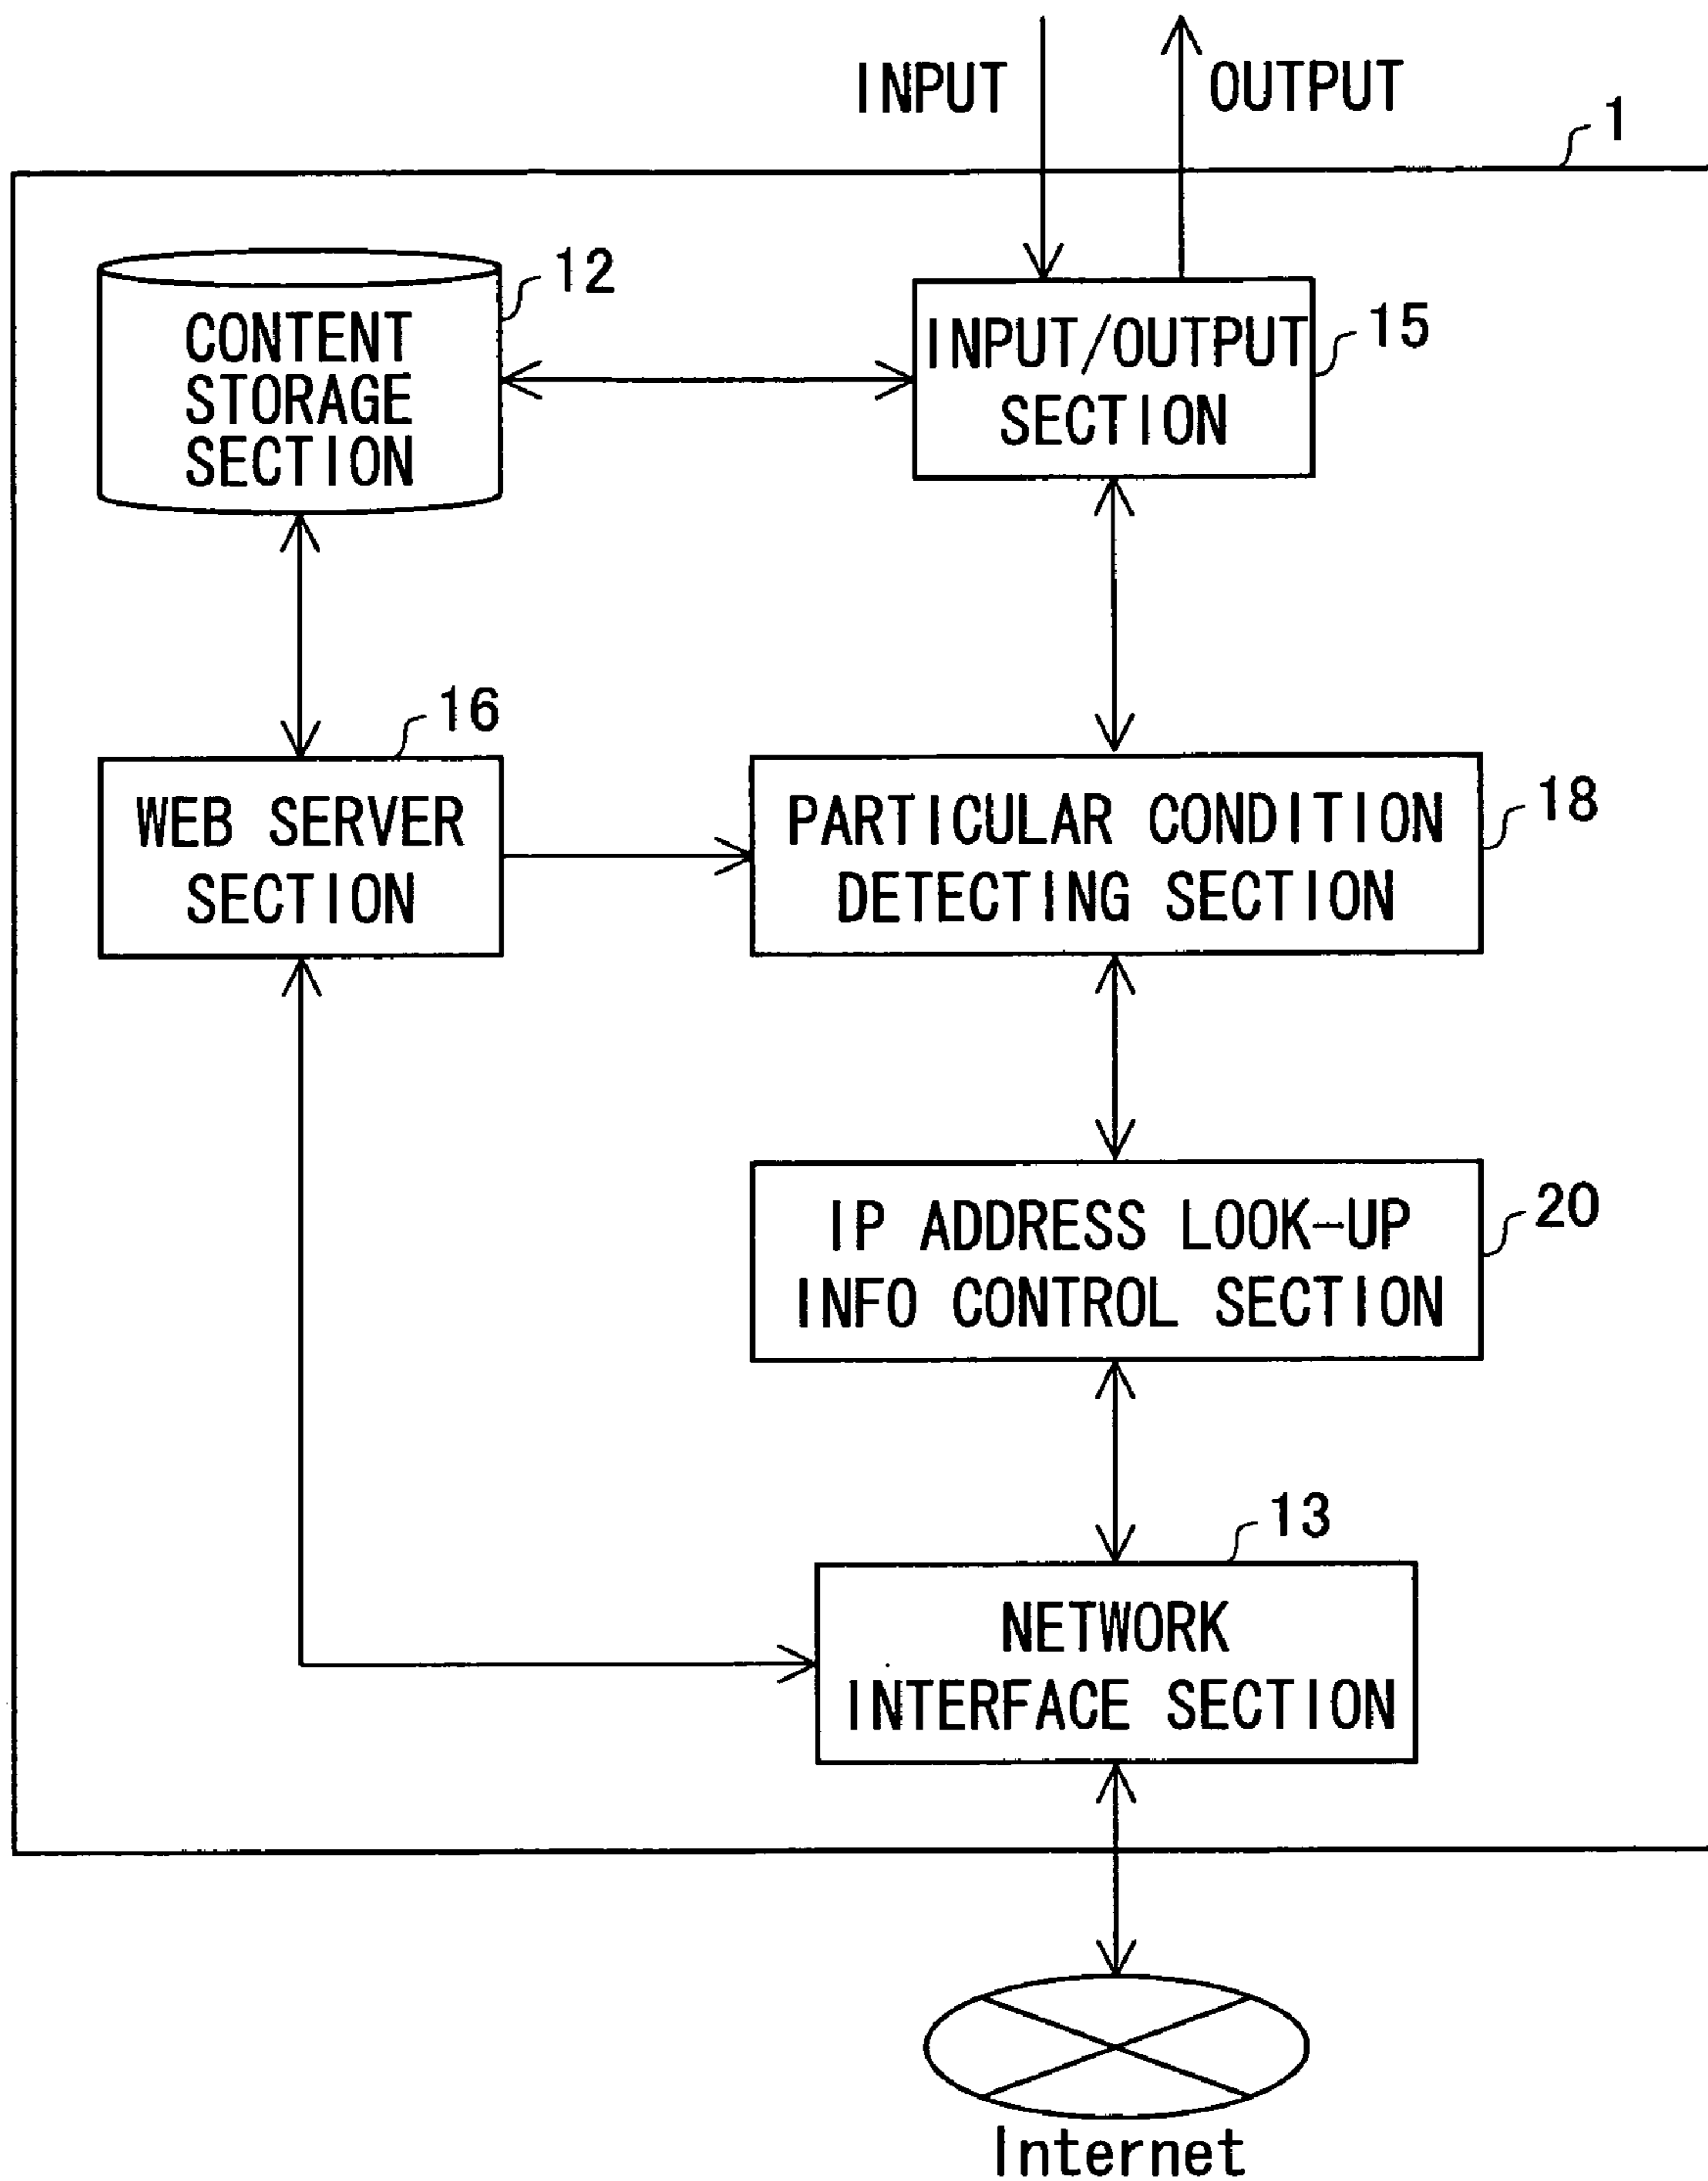 INPUT
OUTPUT
1
CONTENT
STORAGE
SECTION
12
INPUT/OUTPUT
SECTION
15
16
WEB SERVER
SECTION
PARTICULAR CONDITION
DETECTING SECTION
18
IP ADDRESS LOOK-UP
INFO CONTROL SECTION
20
13
NETWORK
INTERFACE SECTION
Internet